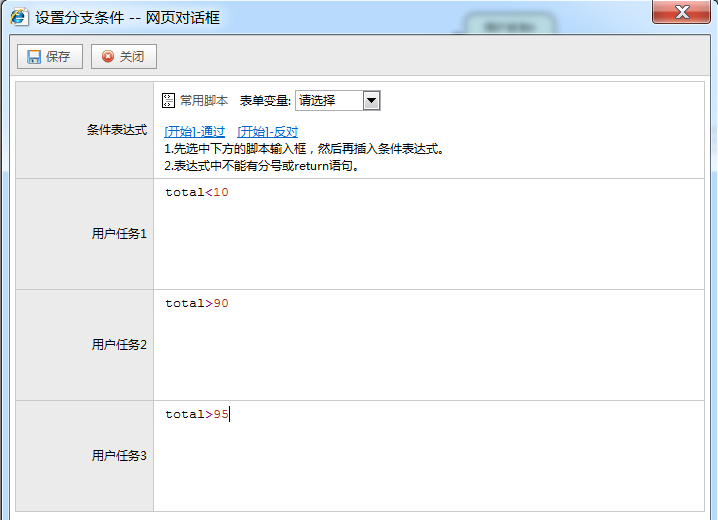 设置分支条件 -- 网页对话框
保存 关闭
常用脚本 表单变量: 请选择
条件表达式
[开始]-通过 [开始]-反对
1.先选中下方的脚本输入框，然后再插入条件表达式。
2.表达式中不能有分号或return语句。
total<10
用户任务1
total>90
用户任务2
total>95
用户任务3